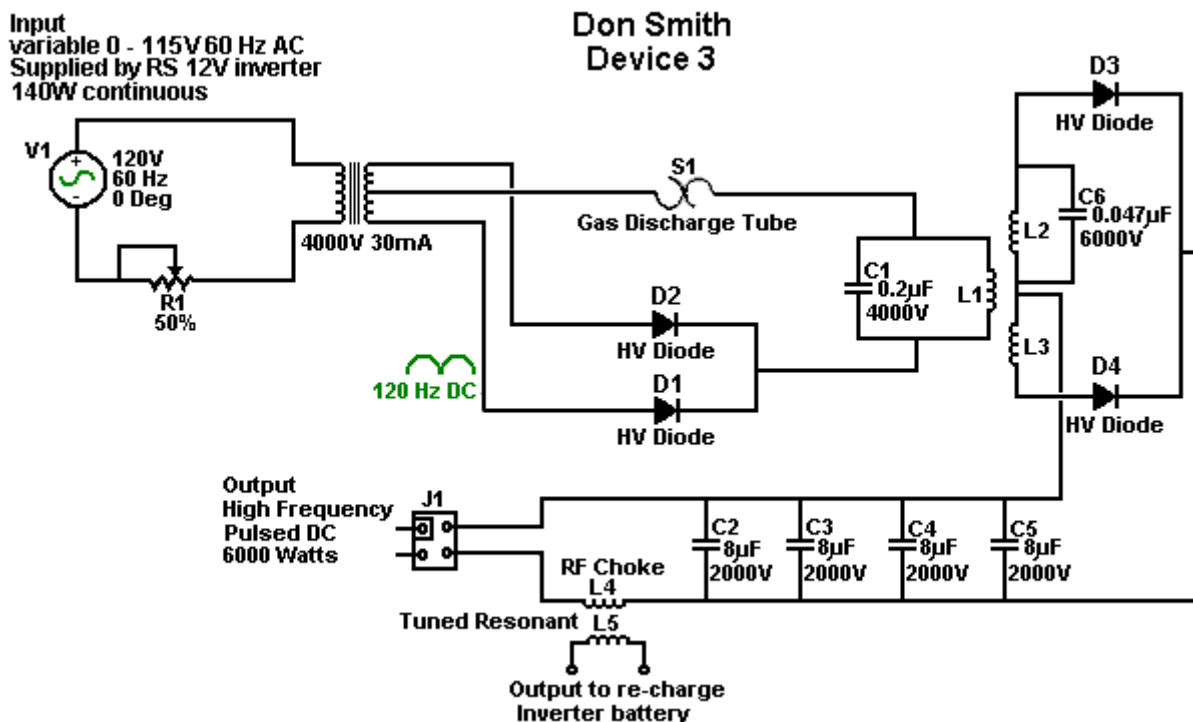 Don Smith
Device 3
Input
variable 0 - 115V 60 Hz AC
Supplied by RS 12V inverter
140W continuous
V1
120V
60 Hz
0 Deg
R1
50%
4000V 30mA
S1
Gas Discharge Tube
D2
HV Diode
D1
HV Diode
120 Hz DC
C1
0.2µF
4000V
L1
L2
L3
C6
0.047µF
6000V
D3
HV Diode
D4
HV Diode
Output
High Frequency
Pulsed DC
6000 Watts
J1
C2
8µF
2000V
C3
8µF
2000V
C4
8µF
2000V
C5
8µF
2000V
RF Choke
L4
Tuned Resonant
L5
Output to re-charge
Inverter battery